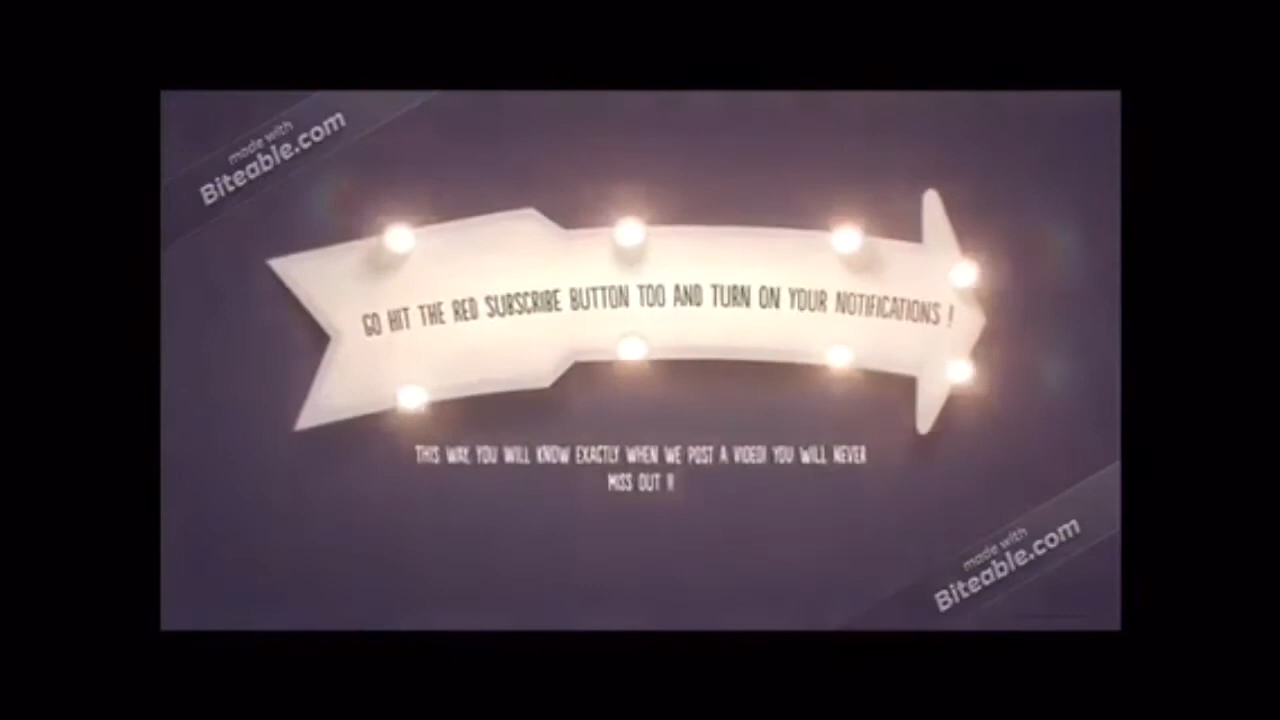 made with
Biteable.com
GO HIT THE RED SUBSCRIBE BUTTON TOO AND TURN ON YOUR NOTIFICATIONS !
THIS WAY, YOU WILL KNOW EXACTLY WHEN WE POST A VIDEO! YOU WILL NEVER
MISS OUT !!
made with
Biteable.com